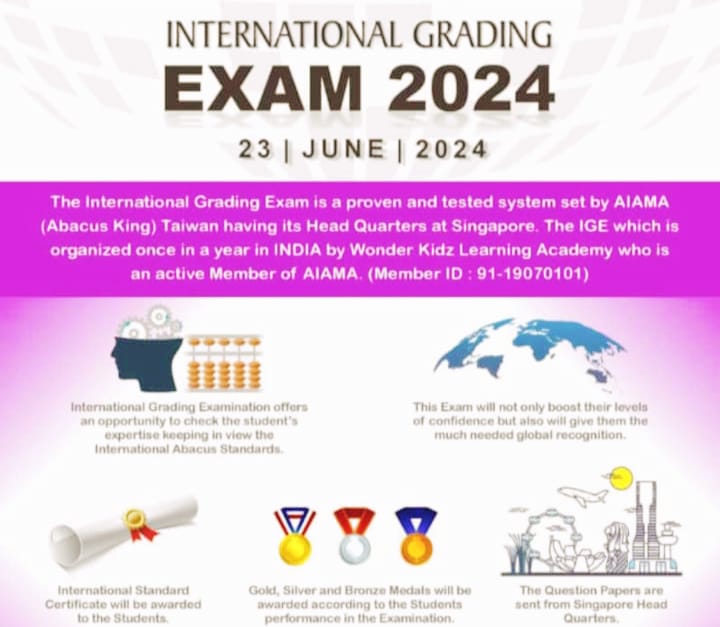 INTERNATIONAL GRADING
EXAM 2024
23 | JUNE | 2024
The International Grading Exam is a proven and tested system set by AIAMA
(Abacus King) Taiwan having its Head Quarters at Singapore. The IGE which is
organized once in a year in INDIA by Wonder Kidz Learning Academy who is
an active Member of AIAMA. (Member ID : 91-19070101)
International Grading Examination offers
an opportunity to check the student's
expertise keeping in view the
International Abacus Standards.
This Exam will not only boost their levels
of confidence but also will give them the
much needed global recognition.
International Standard
Certificate will be awarded
to the Students.
Gold, Silver and Bronze Medals will be
awarded according to the Students
performance in the Examination.
The Question Papers are
sent from Singapore Head
Quarters.